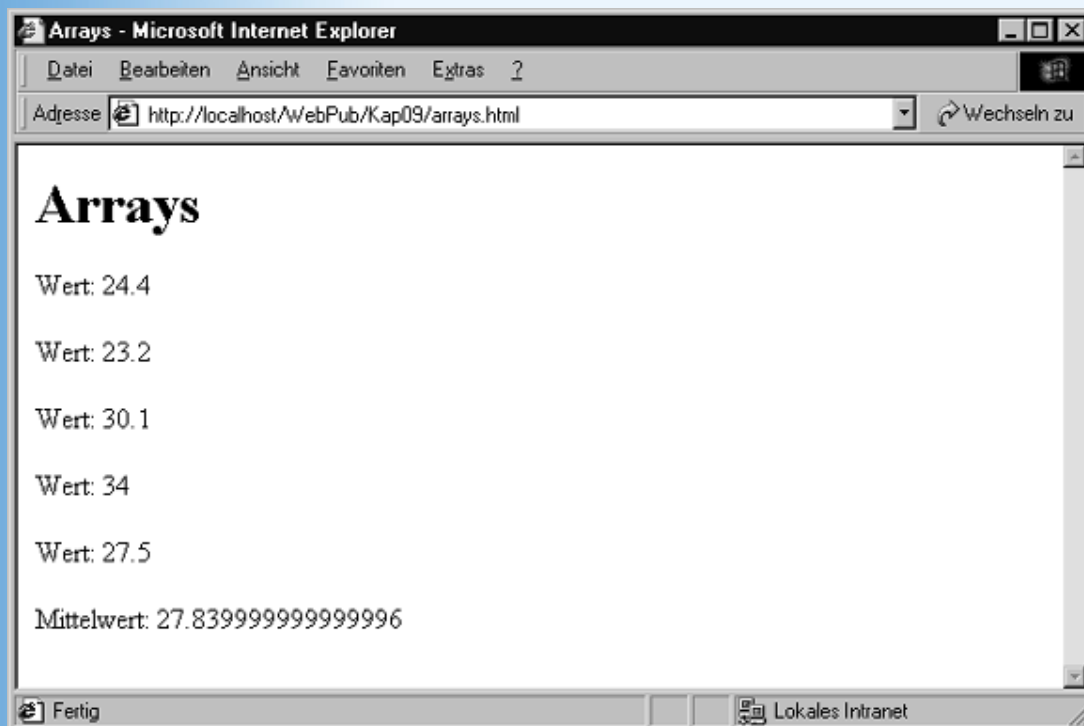 Arrays - Microsoft Internet Explorer
Datei Bearbeiten Ansicht Favoriten Extras ?
Adresse http://localhost/WebPub/Kap09/arrays.html Wechseln zu
Arrays
Wert: 24.4
Wert: 23.2
Wert: 30.1
Wert: 34
Wert: 27.5
Mittelwert: 27.839999999999996
Fertig Lokales Intranet